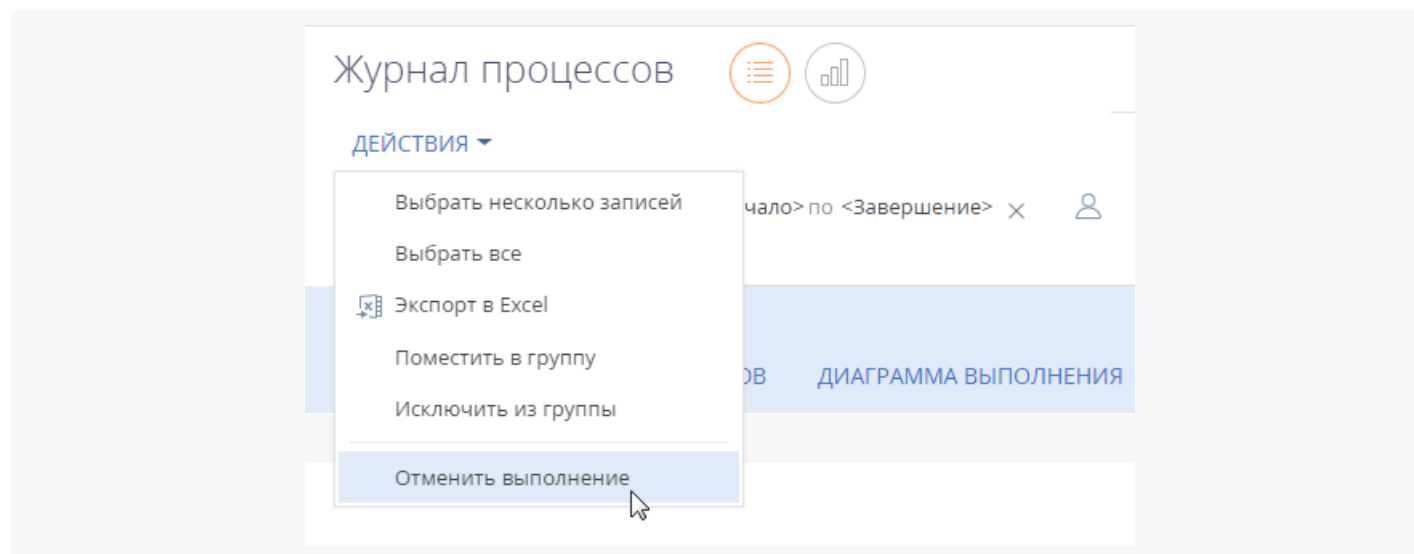 Журнал процессов
ДЕЙСТВИЯ
Выбрать несколько записей
чало> по <Завершение>
Выбрать все
Экспорт в Excel
Поместить в группу
ОВ ДИАГРАММА ВЫПОЛНЕНИЯ
Исключить из группы
Отменить выполнение